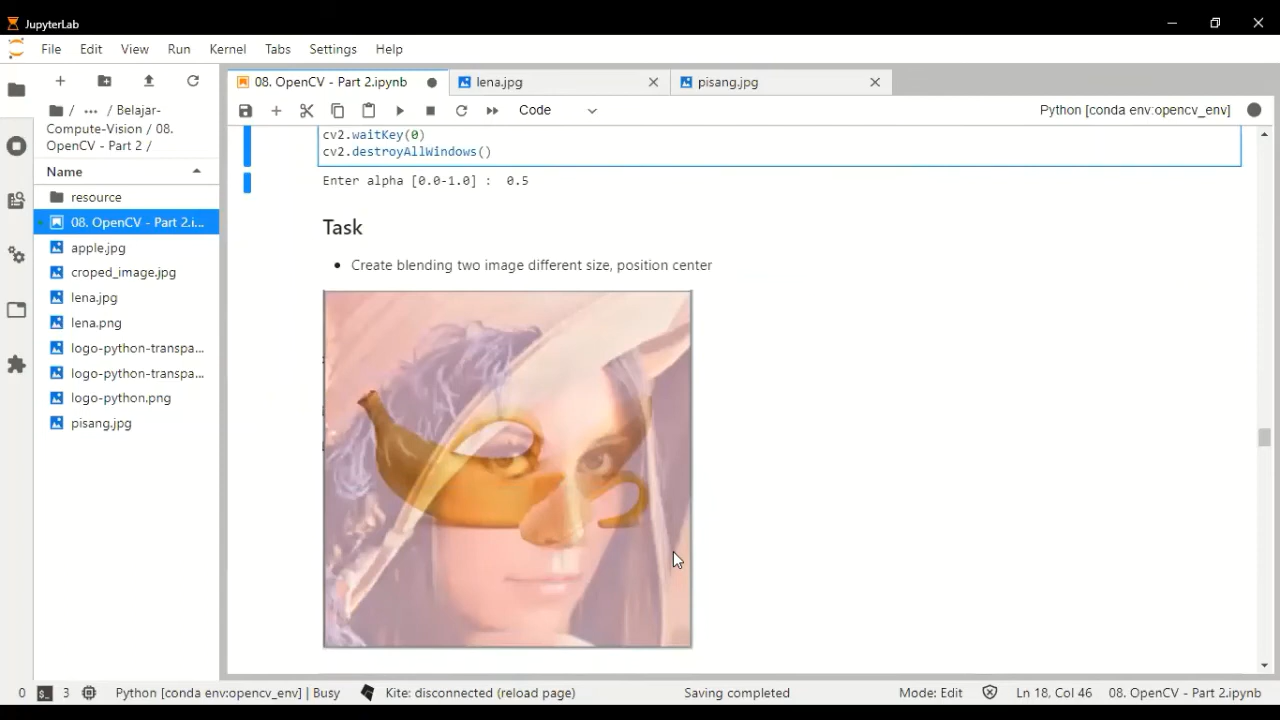 JupyterLab
File Edit View Run Kernel Tabs Settings Help
08. OpenCV - Part 2.ipynb lena.jpg pisang.jpg
Code Python [conda env:opencv_env]
/ ··· / Belajar-
Compute-Vision / 08.
OpenCV - Part 2 /
Name
resource
08. OpenCV - Part 2.i...
apple.jpg
croped_image.jpg
lena.jpg
lena.png
logo-python-transpa...
logo-python-transpa...
logo-python.png
pisang.jpg
cv2.waitKey(0)
cv2.destroyAllWindows()
Enter alpha [0.0-1.0] : 0.5
Task
• Create blending two image different size, position center
0 $_ 3 Python [conda env:opencv_env] | Busy Kite: disconnected (reload page) Saving completed Mode: Edit Ln 18, Col 46 08. OpenCV - Part 2.ipynb